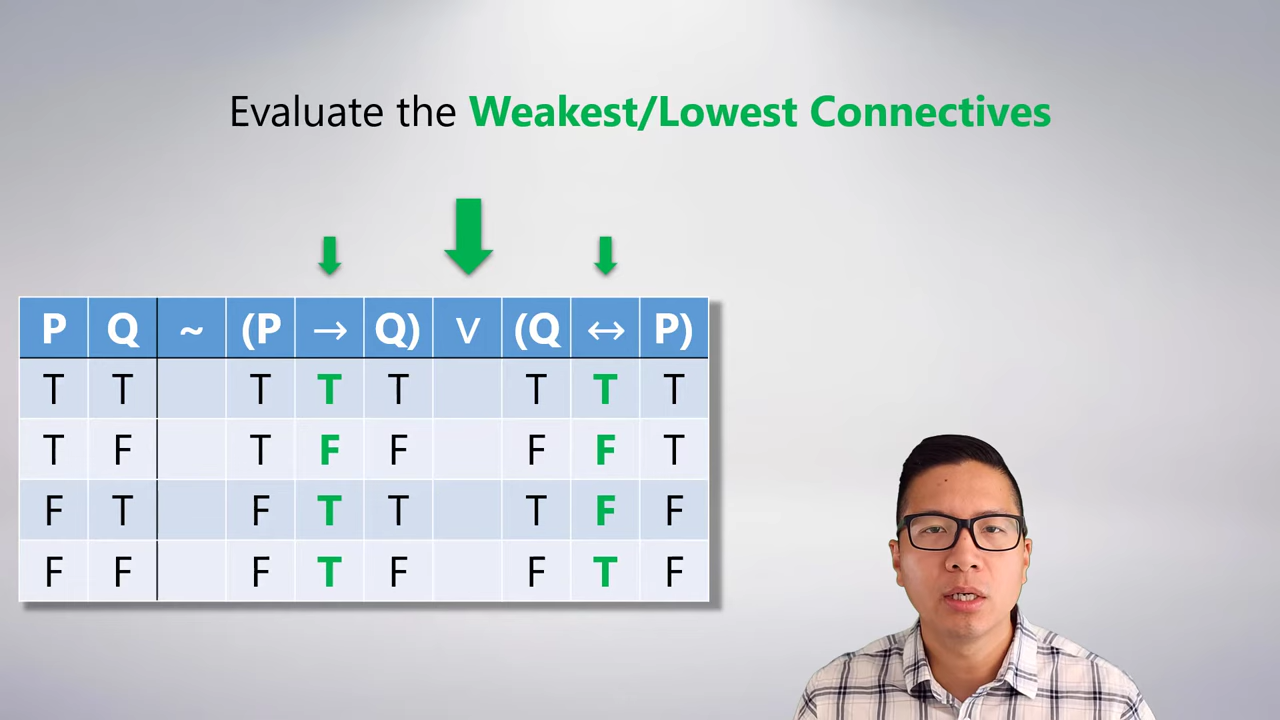 Evaluate the Weakest/Lowest Connectives
P Q ~ (P → Q) ∨ (Q ↔ P)
T T T T T T T T
T F T F F F F T
F T F T T T F F
F F F T F F T F